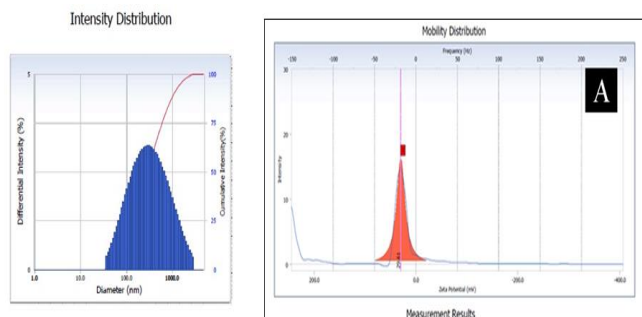 Intensity Distribution
Differential Intensity (%)
5
0
100
75
50
25
0
Cumulative Intensity(%)
1.0
10.0
100.0
1000.0
Diameter (nm)
Mobility Distribution
Frequency [Hz]
-150
-100
-50
0
50
100
150
200
250
A
Intensity
30
20
10
0
200.0
0.0
-200.0
-400.0
Zeta Potential (mV)
Measurement Results